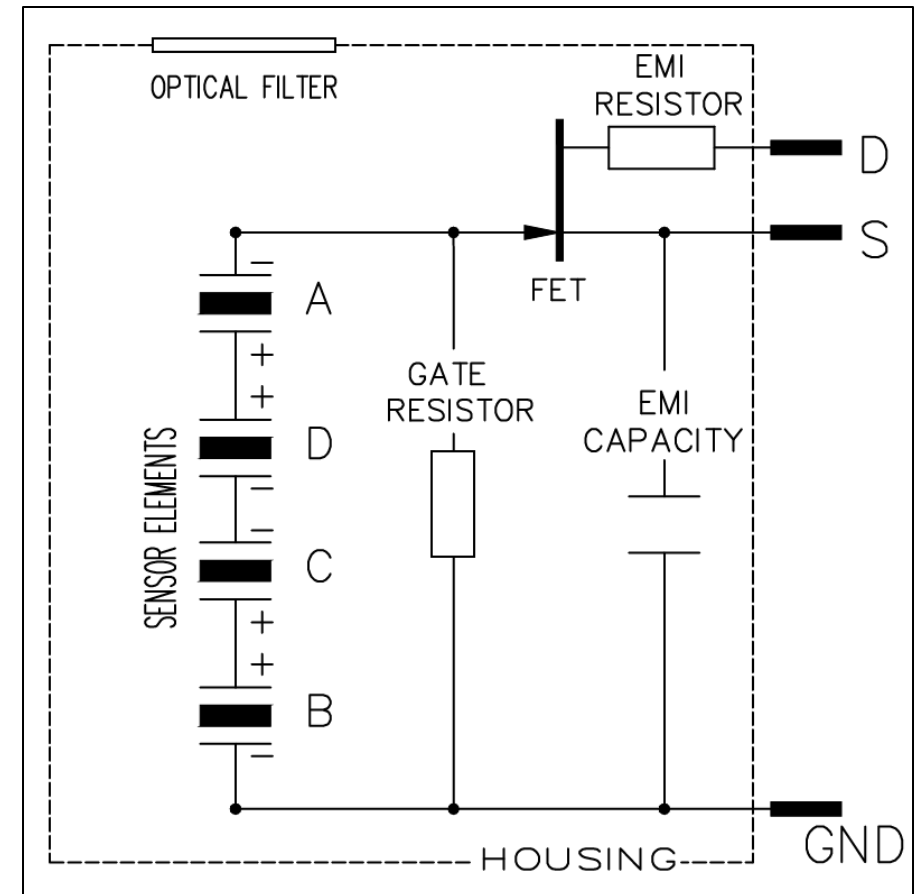 OPTICAL FILTER
EMI
RESISTOR
D
S
FET
−
A
+
+
D
−
−
C
+
+
B
−
SENSOR ELEMENTS
GATE
RESISTOR
EMI
CAPACITY
GND
HOUSING